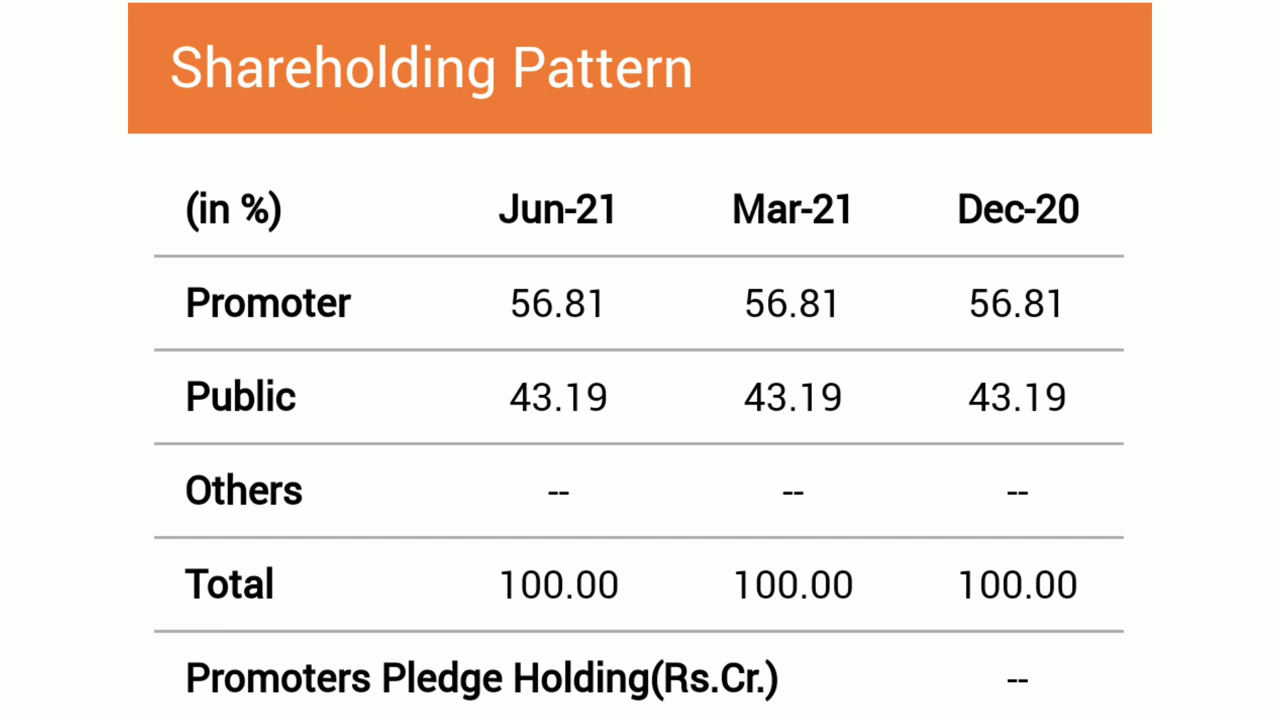 Shareholding Pattern
(in %) Jun-21 Mar-21 Dec-20
Promoter 56.81 56.81 56.81
Public 43.19 43.19 43.19
Others -- -- --
Total 100.00 100.00 100.00
Promoters Pledge Holding(Rs.Cr.) --